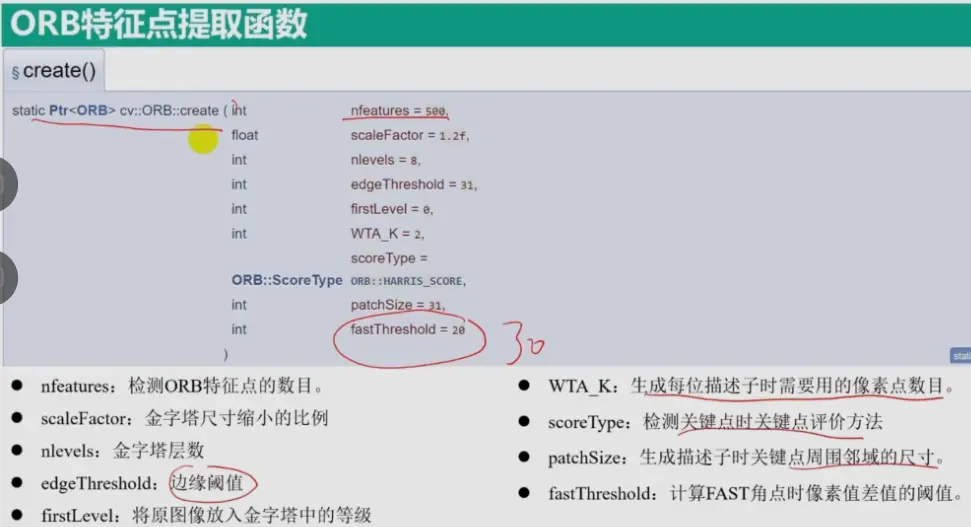 ORB特征点提取函数
§ create()
static Ptr<ORB> cv::ORB::create ( int nfeatures = 500,
float scaleFactor = 1.2f,
int nlevels = 8,
int edgeThreshold = 31,
int firstLevel = 0,
int WTA_K = 2,
scoreType =
ORB::ScoreType ORB::HARRIS_SCORE,
int patchSize = 31,
int fastThreshold = 20
30
)
stati
● nfeatures：检测ORB特征点的数目。
● scaleFactor：金字塔尺寸缩小的比例
● nlevels：金字塔层数
● edgeThreshold：边缘阈值
● firstLevel：将原图像放入金字塔中的等级
● WTA_K：生成每位描述子时需要用的像素点数目。
● scoreType：检测关键点时关键点评价方法
● patchSize：生成描述子时关键点周围邻域的尺寸。
● fastThreshold：计算FAST角点时像素值差值的阈值。